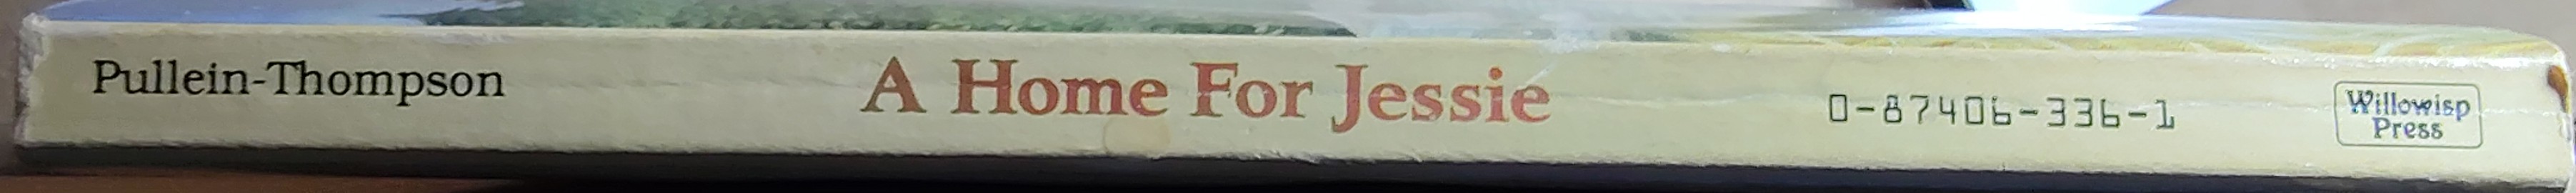 Pullein-Thompson
A Home For Jessie
0-87406-336-1
Willowisp
Press